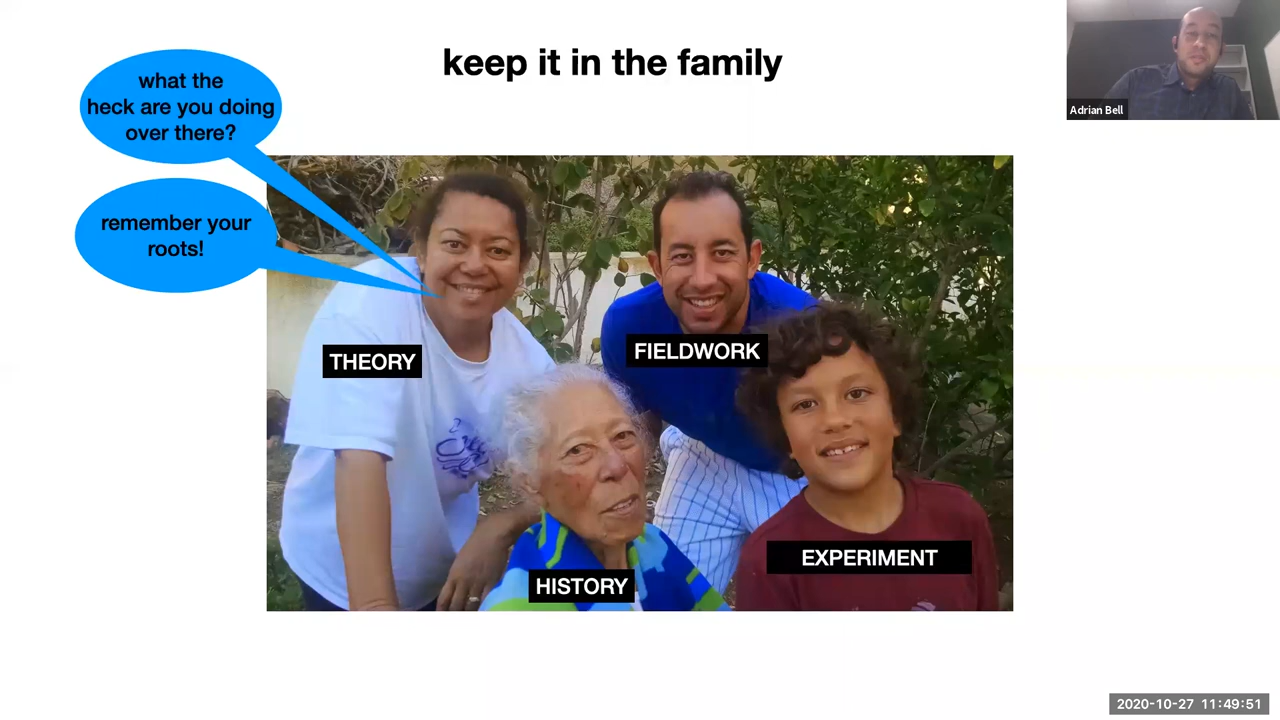 keep it in the family
what the
heck are you doing
over there?
remember your
roots!
Adrian Bell
THEORY
FIELDWORK
EXPERIMENT
HISTORY
2020-10-27 11:49:51